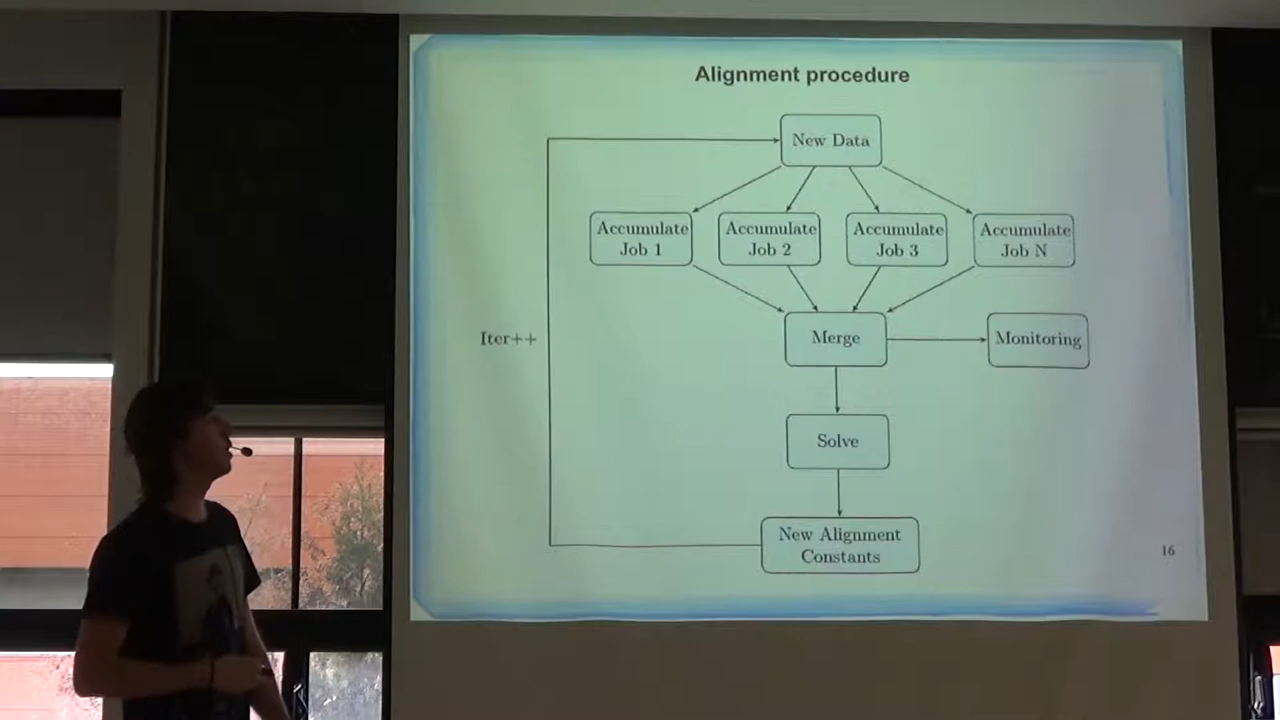 Alignment procedure
New Data
Accumulate
Job 1
Accumulate
Job 2
Accumulate
Job 3
Accumulate
Job N
Iter++
Merge
Monitoring
Solve
New Alignment
Constants
16